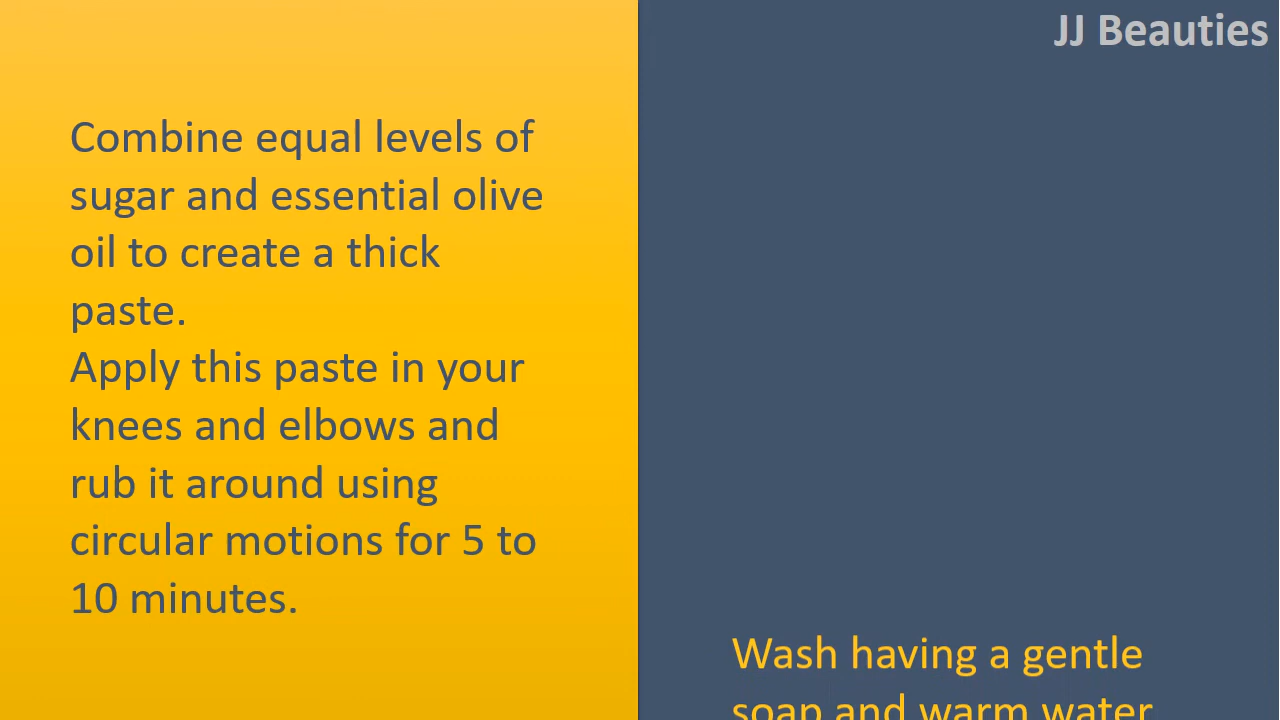 JJ Beauties
Combine equal levels of
sugar and essential olive
oil to create a thick
paste.
Apply this paste in your
knees and elbows and
rub it around using
circular motions for 5 to
10 minutes.
Wash having a gentle
soap and warm water